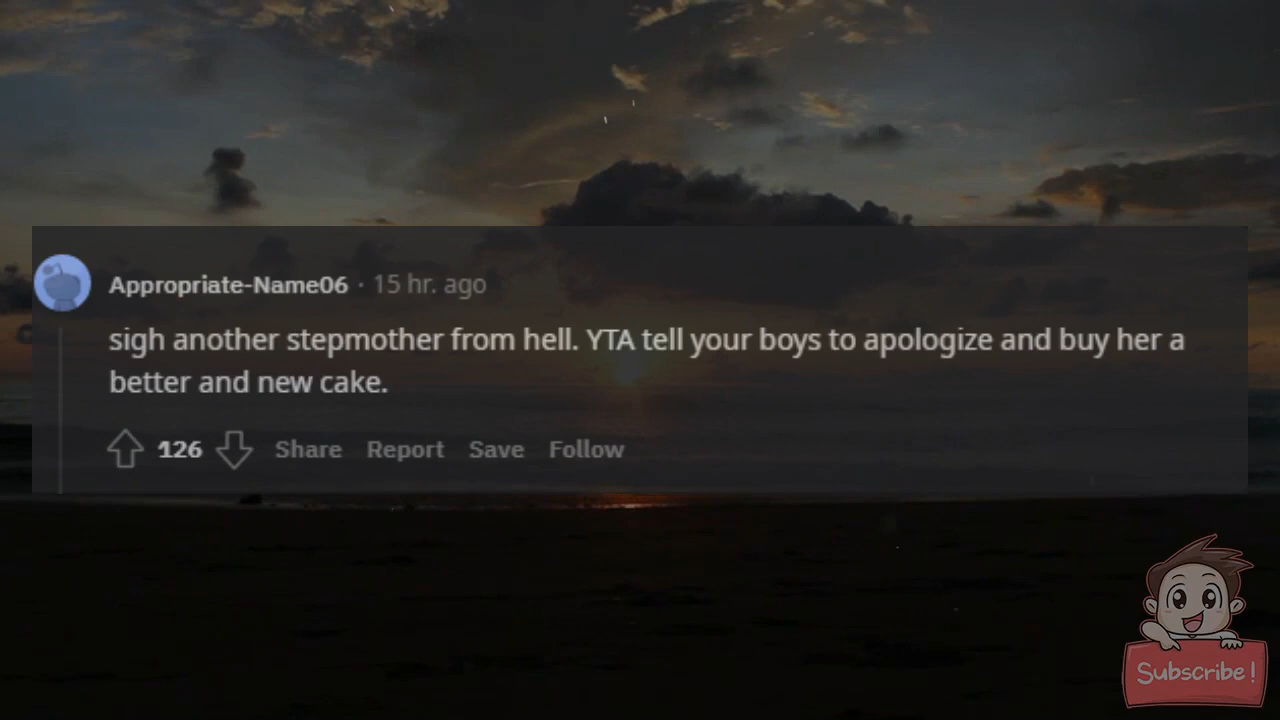 Appropriate-Name06 · 15 hr. ago
sigh another stepmother from hell. YTA tell your boys to apologize and buy her a
better and new cake.
126 Share Report Save Follow
Subscribe!